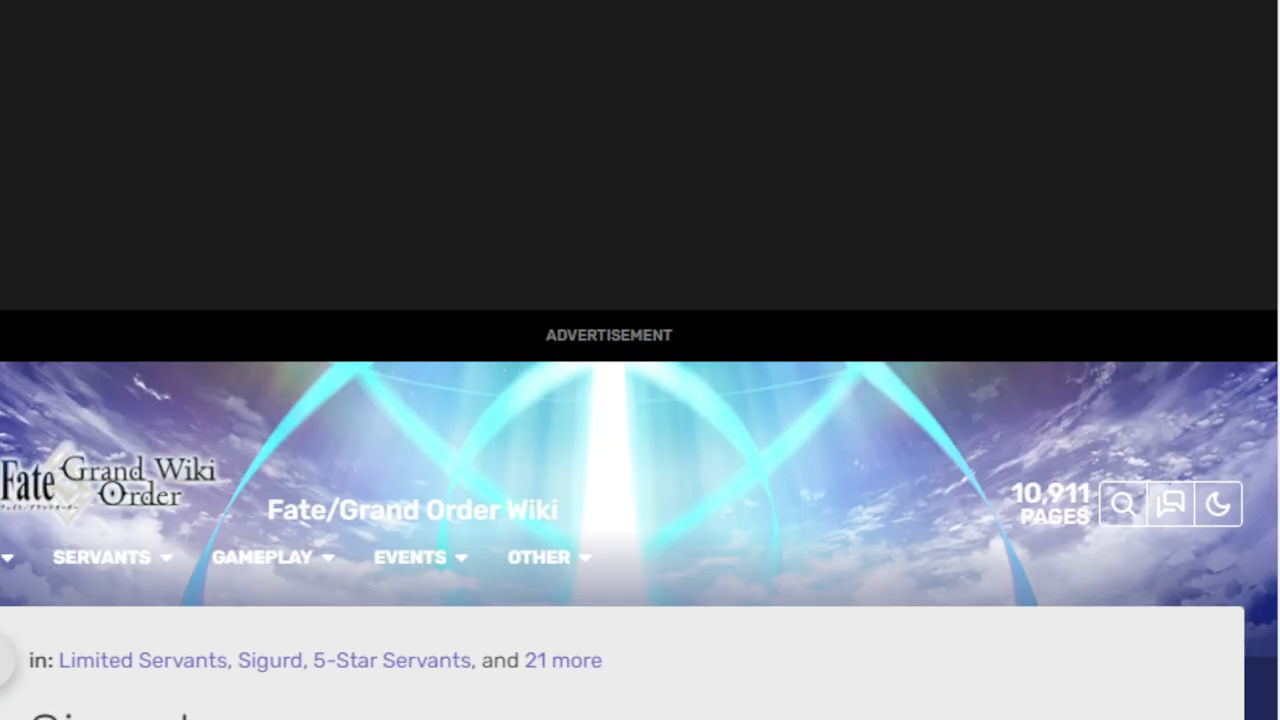 ADVERTISEMENT
Fate Grand Wiki
Order
Fate/Grand Order Wiki
10,911
PAGES
SERVANTS GAMEPLAY EVENTS OTHER
in: Limited Servants, Sigurd, 5-Star Servants, and 21 more